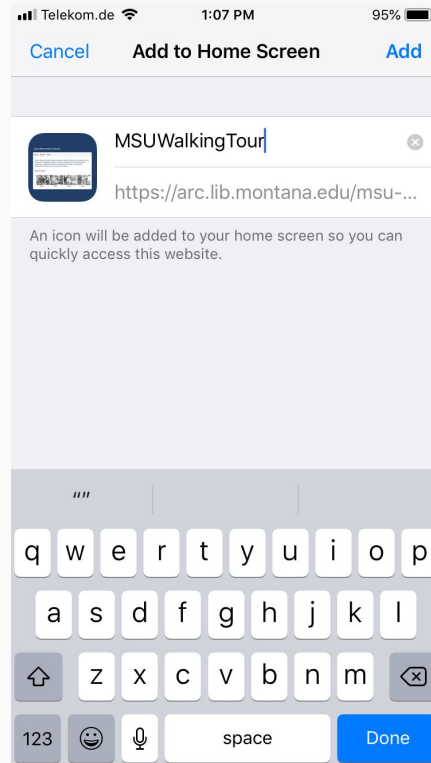 Telekom.de 1:07 PM 95%
Cancel Add to Home Screen Add
MSUWalkingTour
https://arc.lib.montana.edu/msu-...
An icon will be added to your home screen so you can
quickly access this website.
“”
q w e r t y u i o p
a s d f g h j k l
z x c v b n m
123 space Done